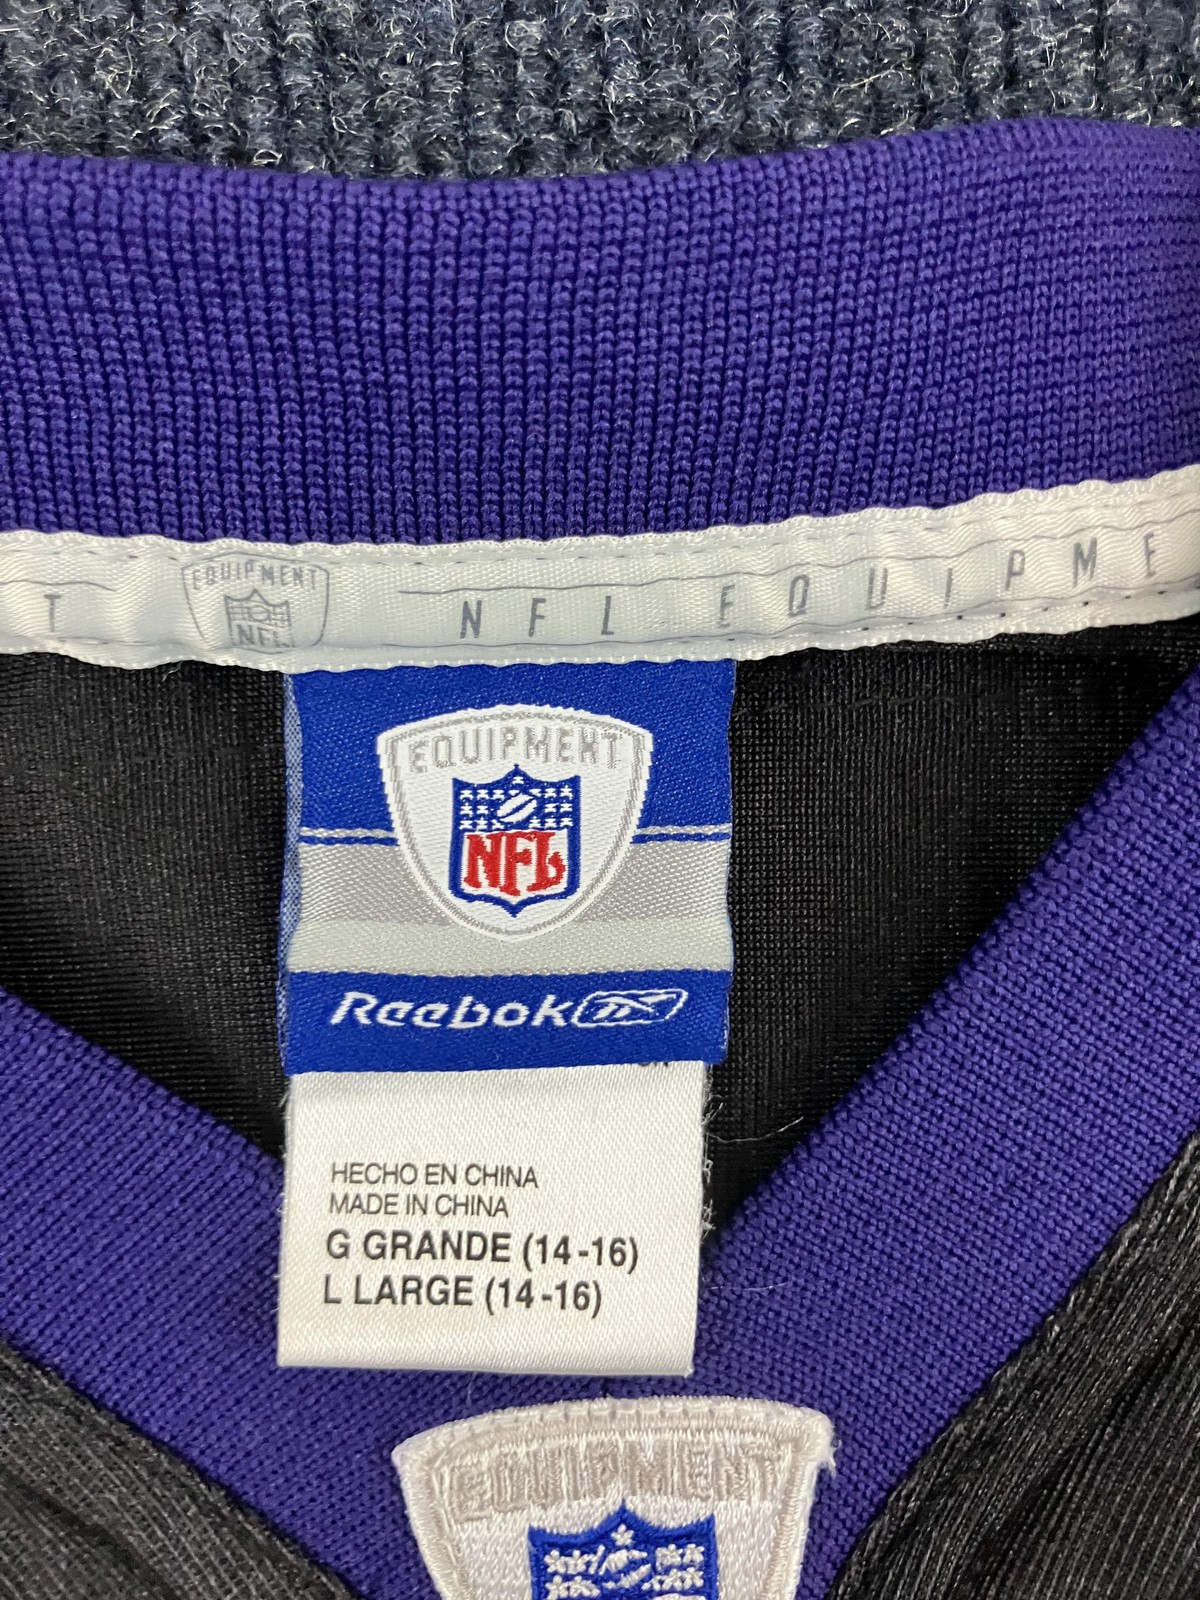 T EQUIPMENT NFL NFL EQUIPME
EQUIPMENT
NFL
Reebok
HECHO EN CHINA
MADE IN CHINA
G GRANDE (14-16)
L LARGE (14-16)
EQUIPMENT